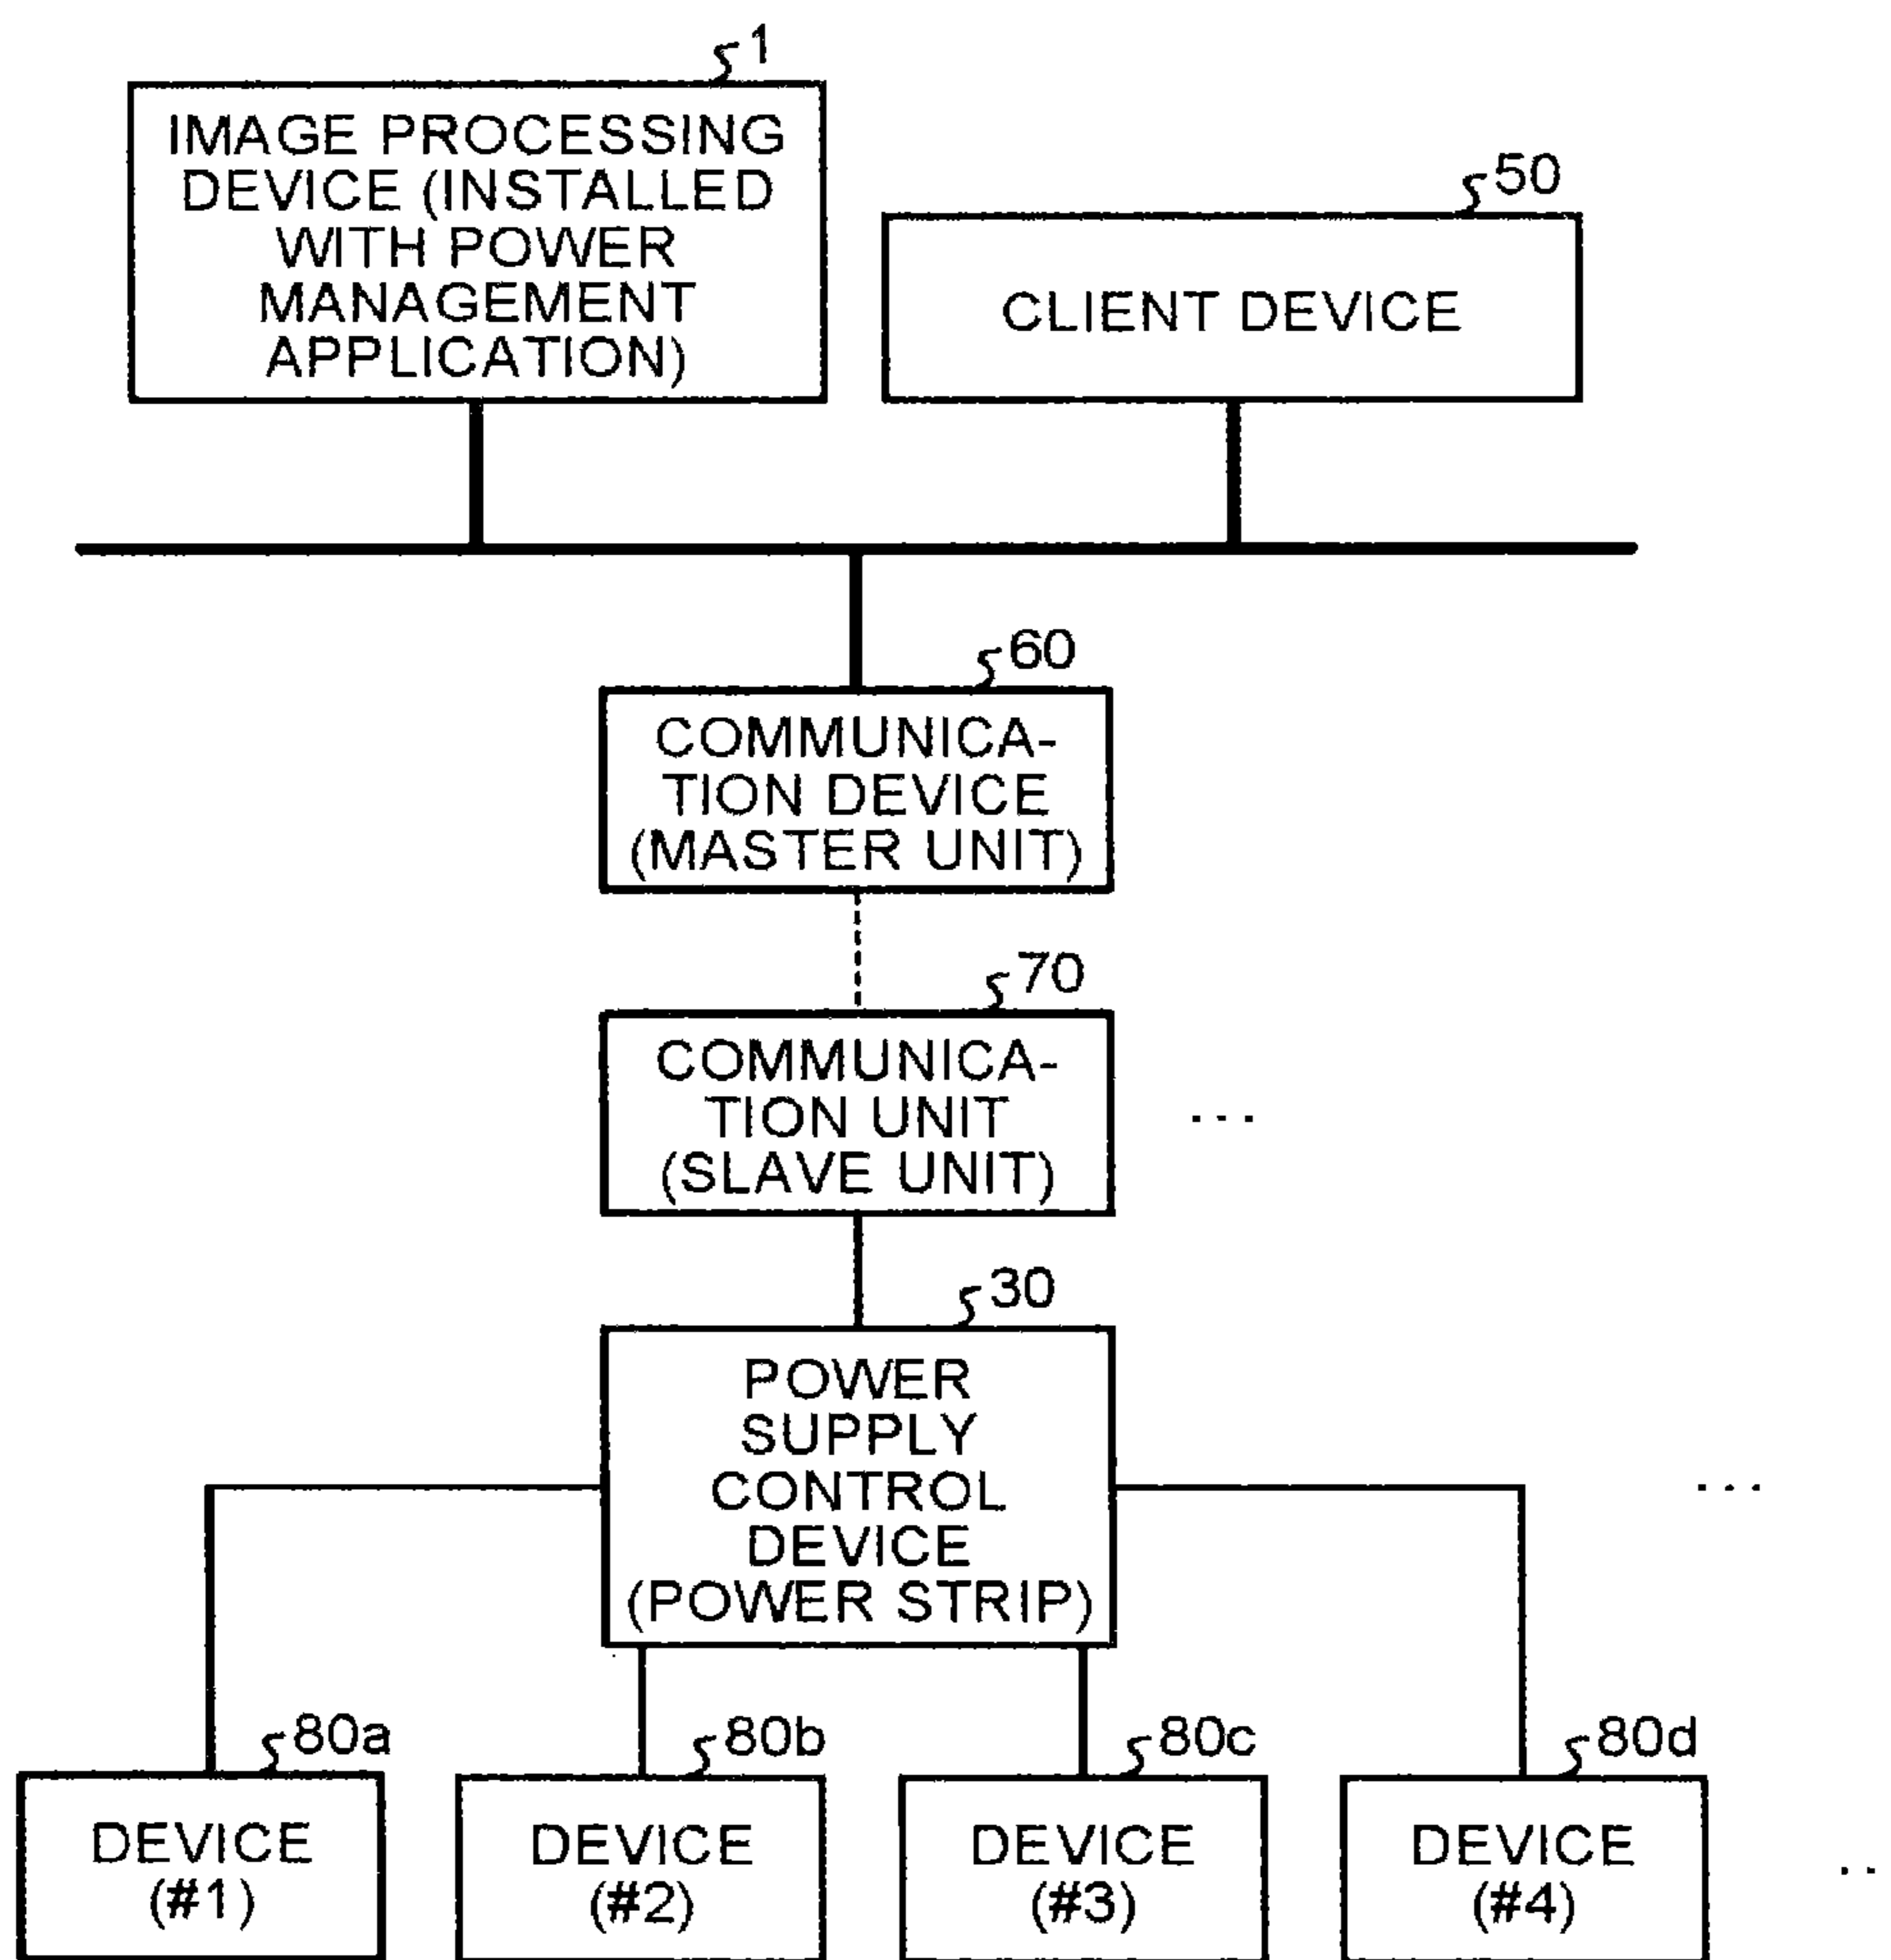 1
IMAGE PROCESSING
DEVICE (INSTALLED
WITH POWER
MANAGEMENT
APPLICATION)
50
CLIENT DEVICE
60
COMMUNICA-
TION DEVICE
(MASTER UNIT)
70
COMMUNICA-
TION UNIT
(SLAVE UNIT)
...
30
POWER
SUPPLY
CONTROL
DEVICE
(POWER STRIP)
...
80a
DEVICE
(#1)
80b
DEVICE
(#2)
80c
DEVICE
(#3)
80d
DEVICE
(#4)
..